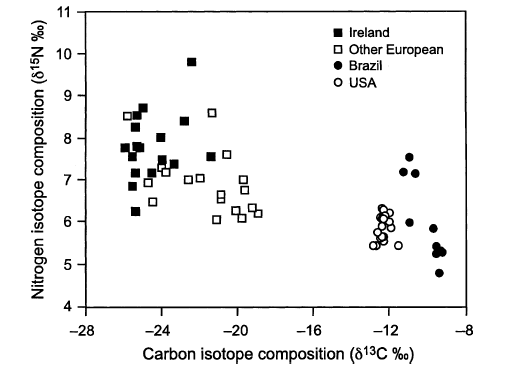 11
10
9
8
7
6
5
4
Nitrogen isotope composition (δ¹⁵N ‰)
Ireland
Other European
Brazil
USA
–28 –24 –20 –16 –12 –8
Carbon isotope composition (δ¹³C ‰)